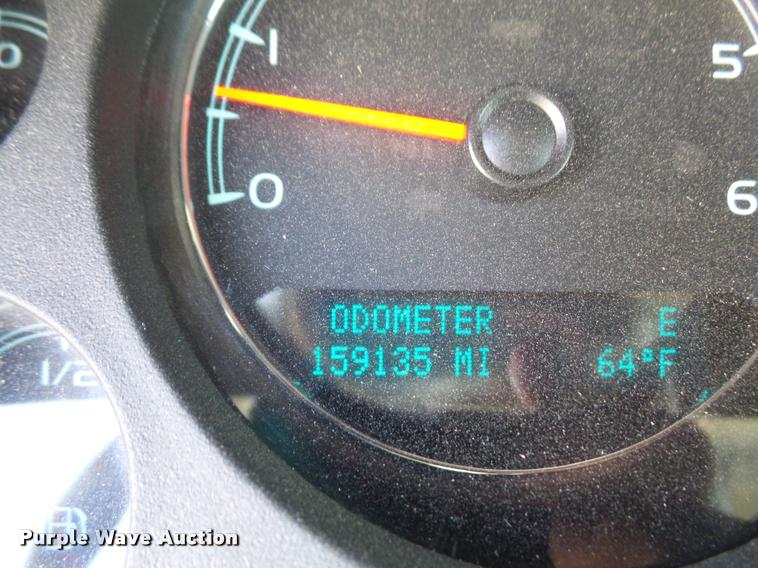 1
5
0
6
ODOMETER E
159135 MI 64°F
1/2
Purple Wave Auction